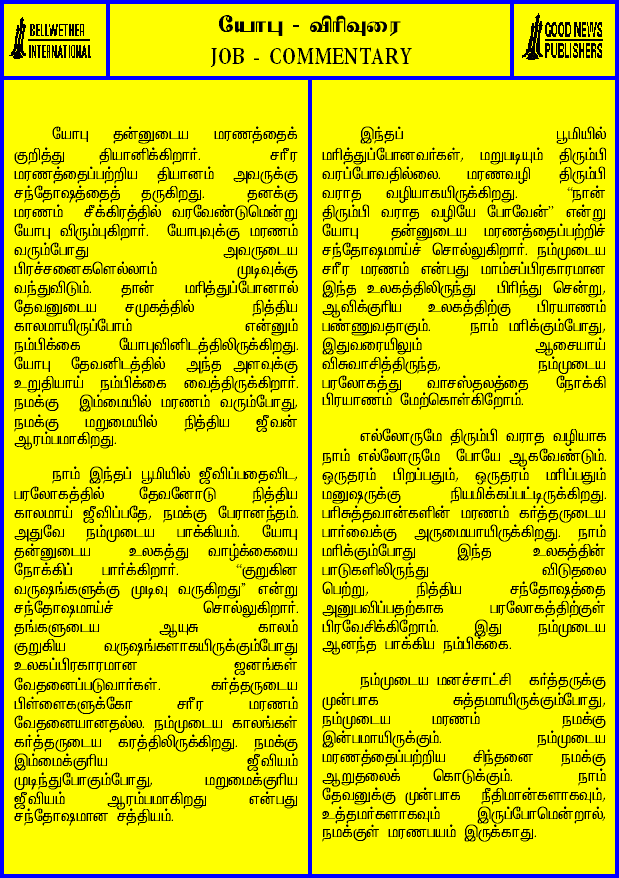 BELLWETHER
INTERNATIONAL
யோபு - விரிவுரை
JOB - COMMENTARY
GOOD NEWS
PUBLISHERS
யோபு தன்னுடைய மரணத்தைக்
குறித்து தியானிக்கிறார். சரீர
மரணத்தைப்பற்றிய தியானம் அவருக்கு
சந்தோஷத்தைத் தருகிறது. தனக்கு
மரணம் சீக்கிரத்தில் வரவேண்டுமென்று
யோபு விரும்புகிறார். யோபுவுக்கு மரணம்
வரும்போது அவருடைய
பிரச்சனைகளெல்லாம் முடிவுக்கு
வந்துவிடும். தான் மரித்துப்போனால்
தேவனுடைய சமுகத்தில் நித்திய
காலமாயிருப்போம் என்னும்
நம்பிக்கை யோபுவினிடத்திலிருக்கிறது.
யோபு தேவனிடத்தில் அந்த அளவுக்கு
உறுதியாய் நம்பிக்கை வைத்திருக்கிறார்.
நமக்கு இம்மையில் மரணம் வரும்போது,
நமக்கு மறுமையில் நித்திய ஜீவன்
ஆரம்பமாகிறது.
நாம் இந்தப் பூமியில் ஜீவிப்பதைவிட,
பரலோகத்தில் தேவனோடு நித்திய
காலமாய் ஜீவிப்பதே, நமக்கு பேரானந்தம்.
அதுவே நம்முடைய பாக்கியம். யோபு
தன்னுடைய உலகத்து வாழ்க்கையை
நோக்கிப் பார்க்கிறார். “குறுகின
வருஷங்களுக்கு முடிவு வருகிறது” என்று
சந்தோஷமாய்ச் சொல்லுகிறார்.
தங்களுடைய ஆயுசு காலம்
குறுகிய வருஷங்களாகயிருக்கும்போது
உலகப்பிரகாரமான ஜனங்கள்
வேதனைப்படுவார்கள். கர்த்தருடைய
பிள்ளைகளுக்கோ சரீர மரணம்
வேதனையானதல்ல. நம்முடைய காலங்கள்
கர்த்தருடைய கரத்திலிருக்கிறது. நமக்கு
இம்மைக்குரிய ஜீவியம்
முடிந்துபோகும்போது, மறுமைக்குரிய
ஜீவியம் ஆரம்பமாகிறது என்பது
சந்தோஷமான சத்தியம்.
இந்தப் பூமியில்
மரித்துப்போனவர்கள், மறுபடியும் திரும்பி
வரப்போவதில்லை. மரணவழி திரும்பி
வராத வழியாகயிருக்கிறது. “நான்
திரும்பி வராத வழியே போவேன்” என்று
யோபு தன்னுடைய மரணத்தைப்பற்றிச்
சந்தோஷமாய்ச் சொல்லுகிறார். நம்முடைய
சரீர மரணம் என்பது மாம்சப்பிரகாரமான
இந்த உலகத்திலிருந்து பிரிந்து சென்று,
ஆவிக்குரிய உலகத்திற்கு பிரயாணம்
பண்ணுவதாகும். நாம் மரிக்கும்போது,
இதுவரையிலும் ஆசையாய்
விசுவாசித்திருந்த, நம்முடைய
பரலோகத்து வாசஸ்தலத்தை நோக்கி
பிரயாணம் மேற்கொள்கிறோம்.
எல்லோருமே திரும்பி வராத வழியாக
நாம் எல்லோருமே போயே ஆகவேண்டும்.
ஒருதரம் பிறப்பதும், ஒருதரம் மரிப்பதும்
மனுஷருக்கு நியமிக்கப்பட்டிருக்கிறது.
பரிசுத்தவான்களின் மரணம் கர்த்தருடைய
பார்வைக்கு அருமையாயிருக்கிறது. நாம்
மரிக்கும்போது இந்த உலகத்தின்
பாடுகளிலிருந்து விடுதலை
பெற்று, நித்திய சந்தோஷத்தை
அனுபவிப்பதற்காக பரலோகத்திற்குள்
பிரவேசிக்கிறோம். இது நம்முடைய
ஆனந்த பாக்கிய நம்பிக்கை.
நம்முடைய மனச்சாட்சி கர்த்தருக்கு
முன்பாக சுத்தமாயிருக்கும்போது,
நம்முடைய மரணம் நமக்கு
இன்பமாயிருக்கும். நம்முடைய
மரணத்தைப்பற்றிய சிந்தனை நமக்கு
ஆறுதலைக் கொடுக்கும். நாம்
தேவனுக்கு முன்பாக நீதிமான்களாகவும்,
உத்தமர்களாகவும் இருப்போமென்றால்,
நமக்குள் மரணபயம் இருக்காது.